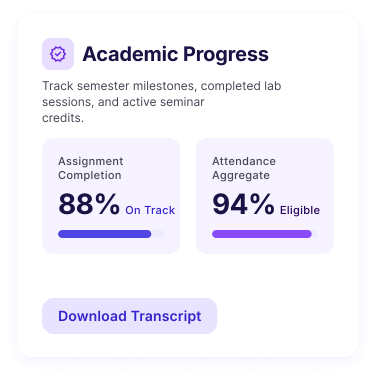 Academic Progress
Track semester milestones, completed lab
sessions, and active seminar
credits.
Assignment
Completion
88% On Track
Attendance
Aggregate
94% Eligible
Download Transcript